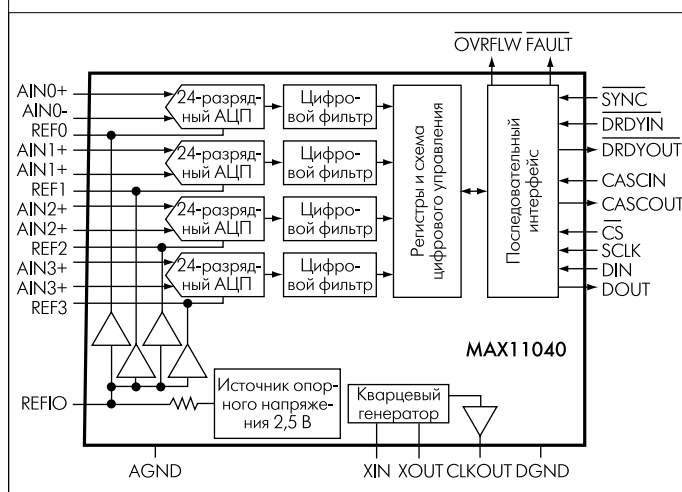 OVRFLW FAULT
AIN0+
AIN0-
REF0
AIN1+
AIN1+
REF1
AIN2+
AIN2+
REF2
AIN3+
AIN3+
REF3
24-разряд-
ный АЦП
Цифро-
вой фильтр
24-разряд-
ный АЦП
Цифро-
вой фильтр
24-разряд-
ный АЦП
Цифро-
вой фильтр
24-разряд-
ный АЦП
Цифро-
вой фильтр
Регистры и схема
цифрового управления
Последовательный
интерфейс
SYNC
DRDYIN
DRDYOUT
CASCIN
CASCOUT
CS
SCLK
DIN
DOUT
MAX11040
REFIO
Источник опор-
ного напряже-
ния 2,5 В
Кварцевый
генератор
AGND
XIN XOUT CLKOUT DGND